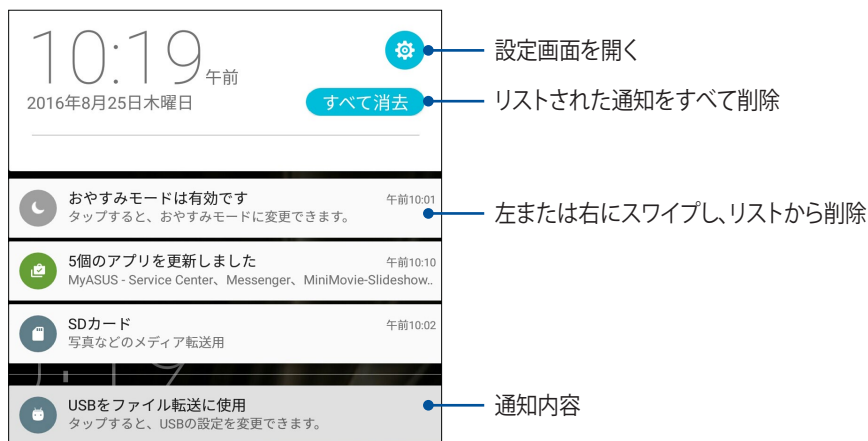 10:19午前
設定画面を開く
2016年8月25日木曜日
すべて消去
リストされた通知をすべて削除
おやすみモードは有効です
午前10:01
タップすると、おやすみモードに変更できます。
左または右にスワイプし、リストから削除
5個のアプリを更新しました
午前10:10
MyASUS - Service Center、Messenger、MiniMovie-Slideshow..
SDカード
午前10:02
写真などのメディア転送用
USBをファイル転送に使用
タップすると、USBの設定を変更できます。
通知内容